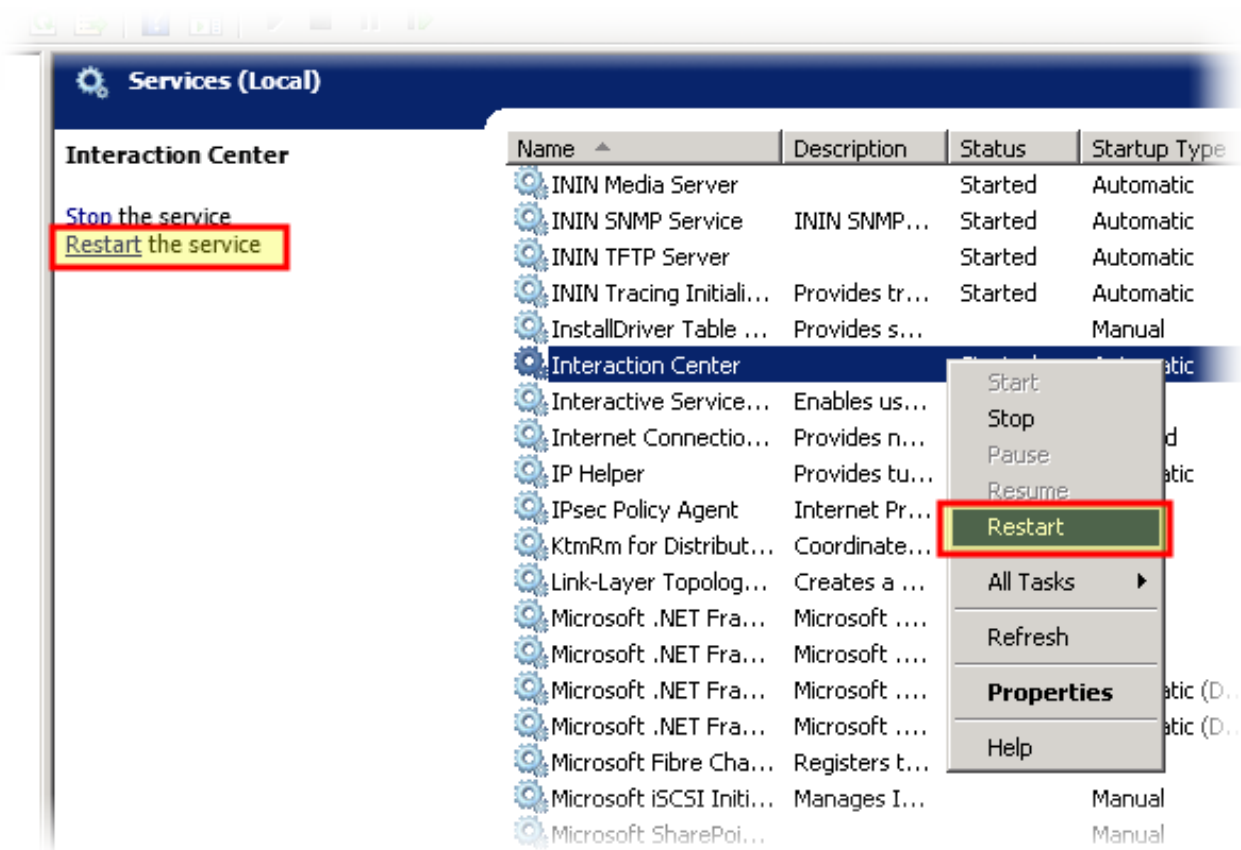 Services (Local)
Interaction Center
Stop the service
Restart the service
Name Description Status Startup Type
ININ Media Server Started Automatic
ININ SNMP Service ININ SNMP... Started Automatic
ININ TFTP Server Started Automatic
ININ Tracing Initiali... Provides tr... Started Automatic
InstallDriver Table ... Provides s... Manual
Interaction Center
Interactive Service... Enables us...
Internet Connectio... Provides n...
IP Helper Provides tu...
IPsec Policy Agent Internet Pr...
KtmRm for Distribut... Coordinate...
Link-Layer Topolog... Creates a ...
Microsoft .NET Fra... Microsoft ....
Microsoft .NET Fra... Microsoft ....
Microsoft .NET Fra... Microsoft .... atic (D...
Microsoft .NET Fra... Microsoft .... atic (D...
Microsoft Fibre Cha... Registers t...
Microsoft iSCSI Initi... Manages I... Manual
Microsoft SharePoi... Manual
Start
Stop
Pause
Resume
Restart
All Tasks
Refresh
Properties
Help